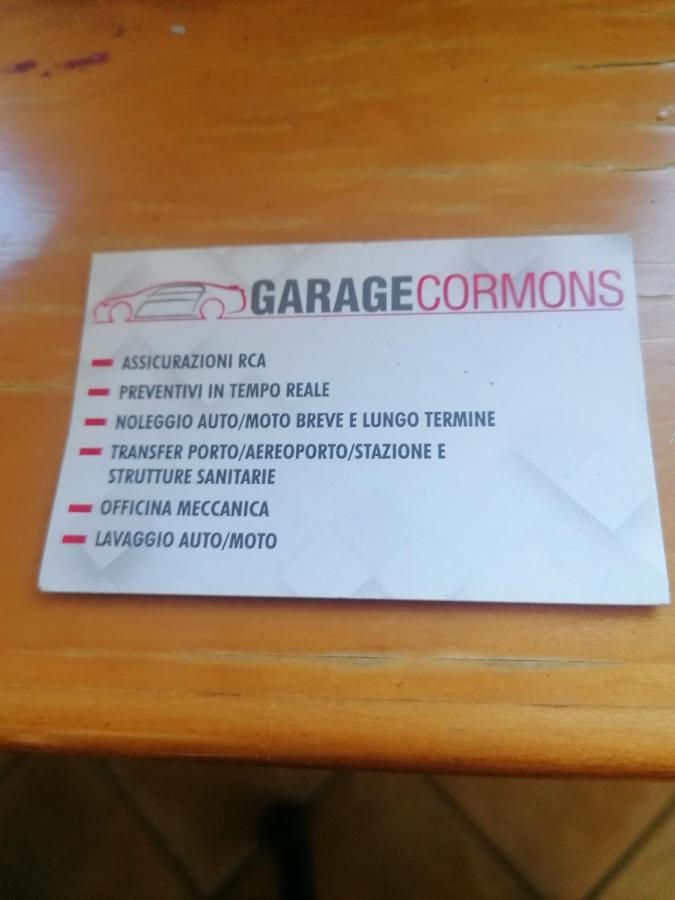 GARAGECORMONS
ASSICURAZIONI RCA
PREVENTIVI IN TEMPO REALE
NOLEGGIO AUTO/MOTO BREVE E LUNGO TERMINE
TRANSFER PORTO/AEREOPORTO/STAZIONE E
STRUTTURE SANITARIE
OFFICINA MECCANICA
LAVAGGIO AUTO/MOTO